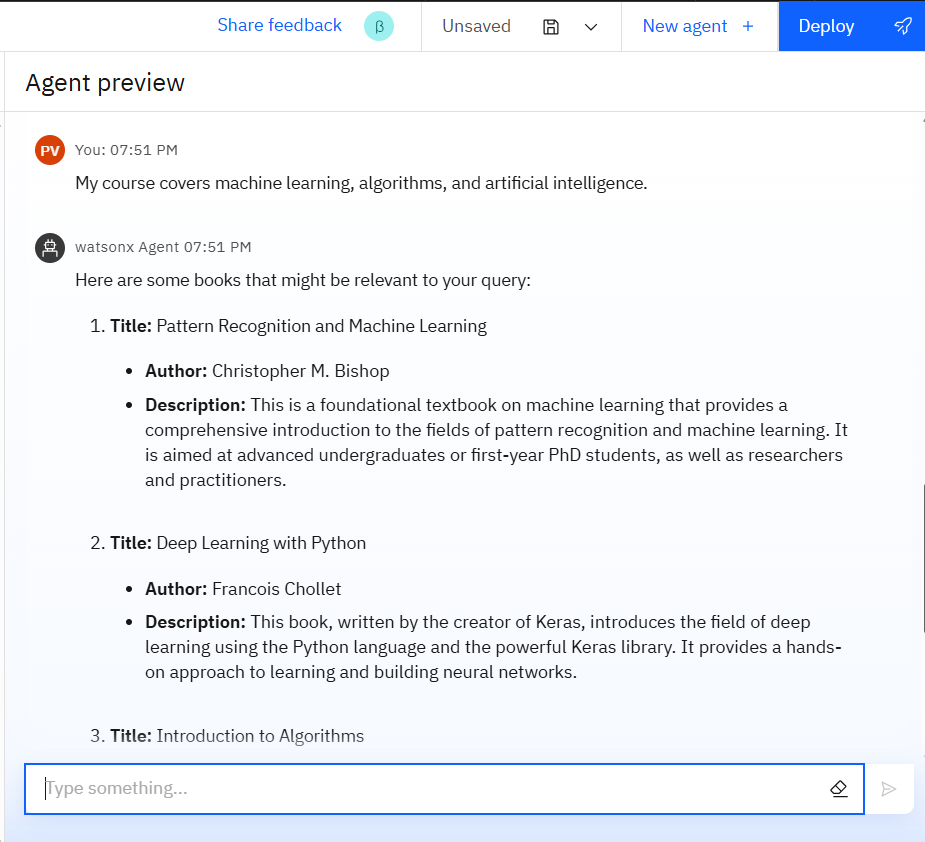 Share feedback β Unsaved New agent + Deploy
Agent preview
PV You: 07:51 PM
My course covers machine learning, algorithms, and artificial intelligence.
watsonx Agent 07:51 PM
Here are some books that might be relevant to your query:
1. Title: Pattern Recognition and Machine Learning
• Author: Christopher M. Bishop
• Description: This is a foundational textbook on machine learning that provides a
comprehensive introduction to the fields of pattern recognition and machine learning. It
is aimed at advanced undergraduates or first-year PhD students, as well as researchers
and practitioners.
2. Title: Deep Learning with Python
• Author: Francois Chollet
• Description: This book, written by the creator of Keras, introduces the field of deep
learning using the Python language and the powerful Keras library. It provides a hands-
on approach to learning and building neural networks.
3. Title: Introduction to Algorithms
Type something...